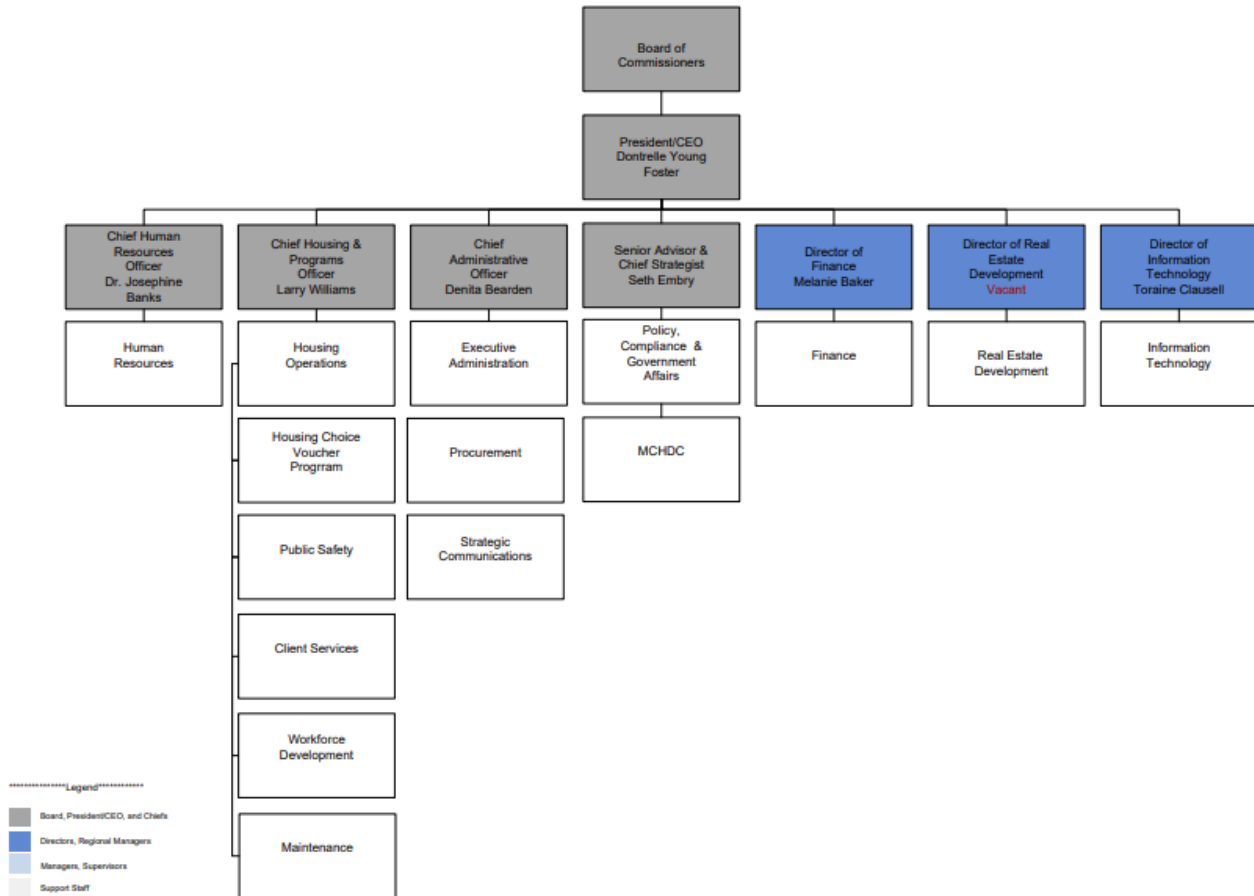 Board of
Commissioners
President/CEO
Dontrelle Young
Foster
Chief Human
Resources
Officer
Dr. Josephine
Banks
Chief Housing &
Programs
Officer
Larry Williams
Chief
Administrative
Officer
Denita Bearden
Senior Advisor &
Chief Strategist
Seth Embry
Director of
Finance
Melanie Baker
Director of Real
Estate
Development
Vacant
Director of
Information
Technology
Toraine Clausell
Human
Resources
Housing
Operations
Executive
Administration
Policy,
Compliance &
Government
Affairs
Finance
Real Estate
Development
Information
Technology
Housing Choice
Voucher
Progrram
Procurement
MCHDC
Public Safety
Strategic
Communications
Client Services
Workforce
Development
Maintenance
***************Legend************
Board, President/CEO, and Chiefs
Directors, Regional Managers
Managers, Supervisors
Support Staff